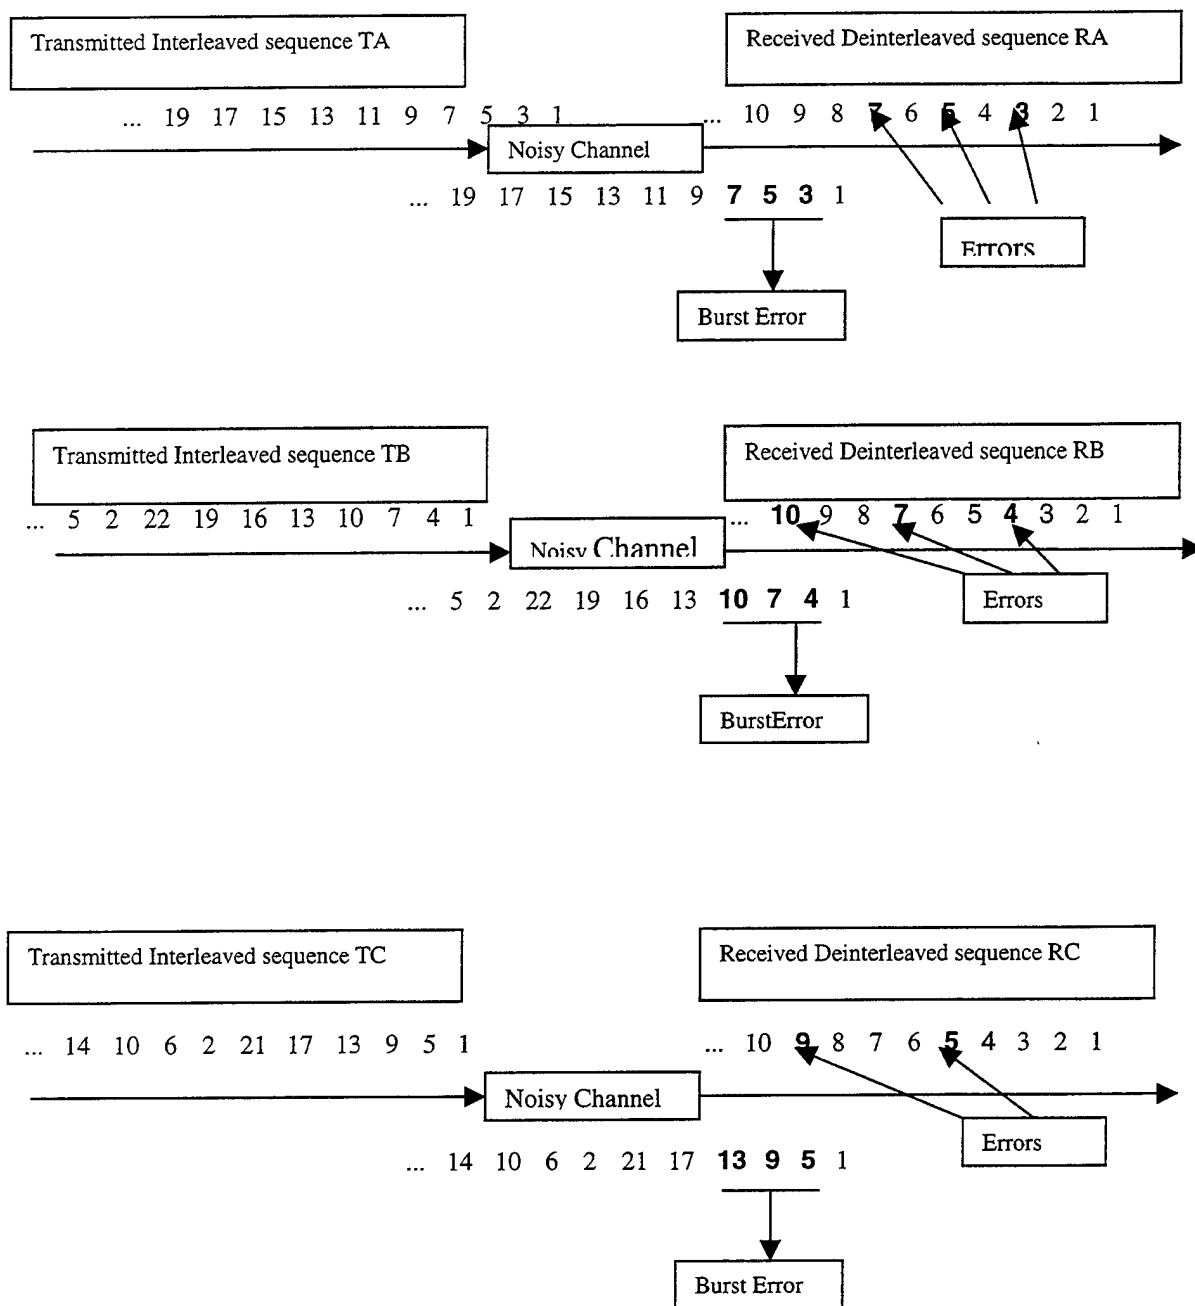 Transmitted Interleaved sequence TA
Received Deinterleaved sequence RA
... 19 17 15 13 11 9 7 5 3 1
... 10 9 8 7 6 5 4 3 2 1
Noisy Channel
... 19 17 15 13 11 9 7 5 3 1
Errors
Burst Error
Transmitted Interleaved sequence TB
Received Deinterleaved sequence RB
... 5 2 22 19 16 13 10 7 4 1
... 10 9 8 7 6 5 4 3 2 1
Noisy Channel
... 5 2 22 19 16 13 10 7 4 1
Errors
BurstError
Transmitted Interleaved sequence TC
Received Deinterleaved sequence RC
... 14 10 6 2 21 17 13 9 5 1
... 10 9 8 7 6 5 4 3 2 1
Noisy Channel
Errors
... 14 10 6 2 21 17 13 9 5 1
Burst Error